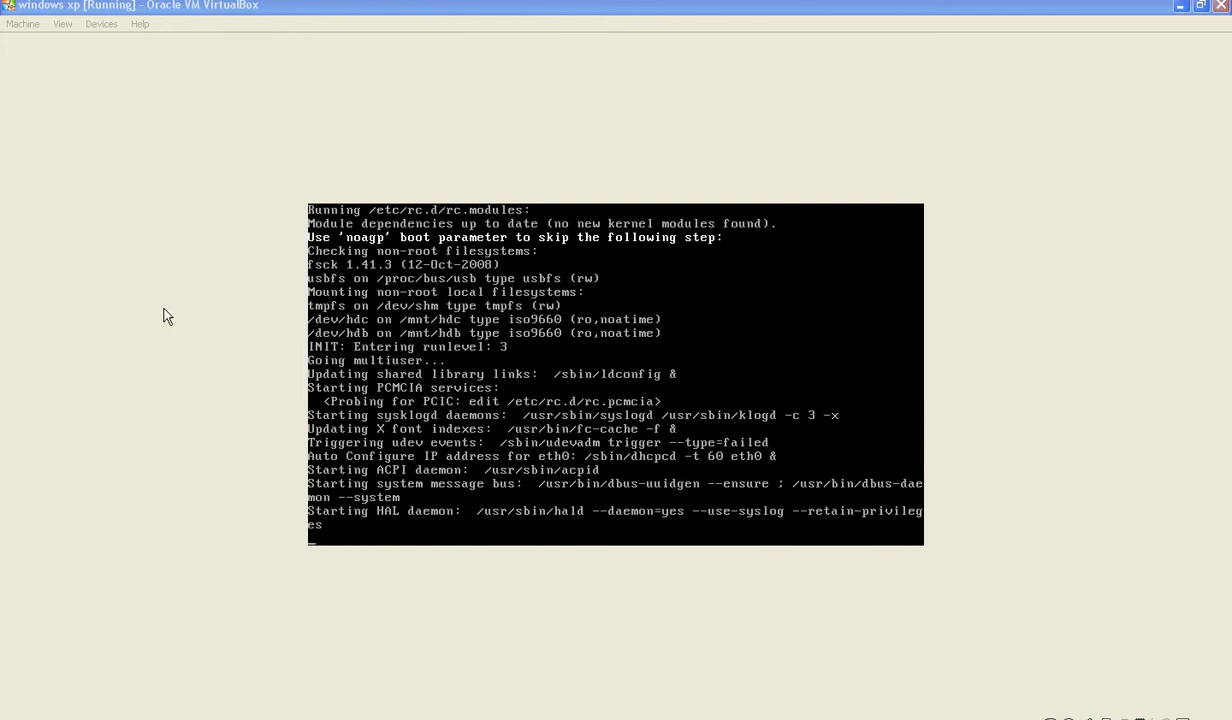 windows xp [Running] - Oracle VM VirtualBox
Machine View Devices Help
Running /etc/rc.d/rc.modules:
Module dependencies up to date (no new kernel modules found).
Use 'noagp' boot parameter to skip the following step:
Checking non-root filesystems:
fsck 1.41.3 (12-Oct-2008)
usbfs on /proc/bus/usb type usbfs (rw)
Mounting non-root local filesystems:
tmpfs on /dev/shm type tmpfs (rw)
/dev/hdc on /mnt/hdc type iso9660 (ro,noatime)
/dev/hdb on /mnt/hdb type iso9660 (ro,noatime)
INIT: Entering runlevel: 3
Going multiuser...
Updating shared library links:  /sbin/ldconfig &
Starting PCMCIA services:
  <Probing for PCIC: edit /etc/rc.d/rc.pcmcia>
Starting sysklogd daemons:  /usr/sbin/syslogd /usr/sbin/klogd -c 3 -x
Updating X font indexes:  /usr/bin/fc-cache -f &
Triggering udev events:  /sbin/udevadm trigger --type=failed
Auto Configure IP address for eth0: /sbin/dhcpcd -t 60 eth0 &
Starting ACPI daemon:  /usr/sbin/acpid
Starting system message bus:  /usr/bin/dbus-uuidgen --ensure ; /usr/bin/dbus-dae
mon --system
Starting HAL daemon:  /usr/sbin/hald --daemon=yes --use-syslog --retain-privileg
es